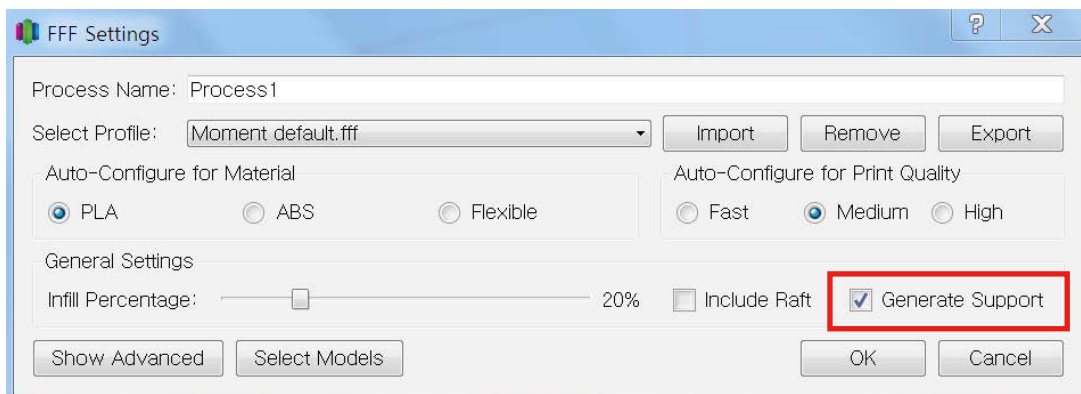 FFF Settings
Process Name: Process1
Select Profile: Moment default.fff Import Remove Export
Auto-Configure for Material Auto-Configure for Print Quality
PLA ABS Flexible Fast Medium High
General Settings
Infill Percentage: 20% Include Raft Generate Support
Show Advanced Select Models OK Cancel